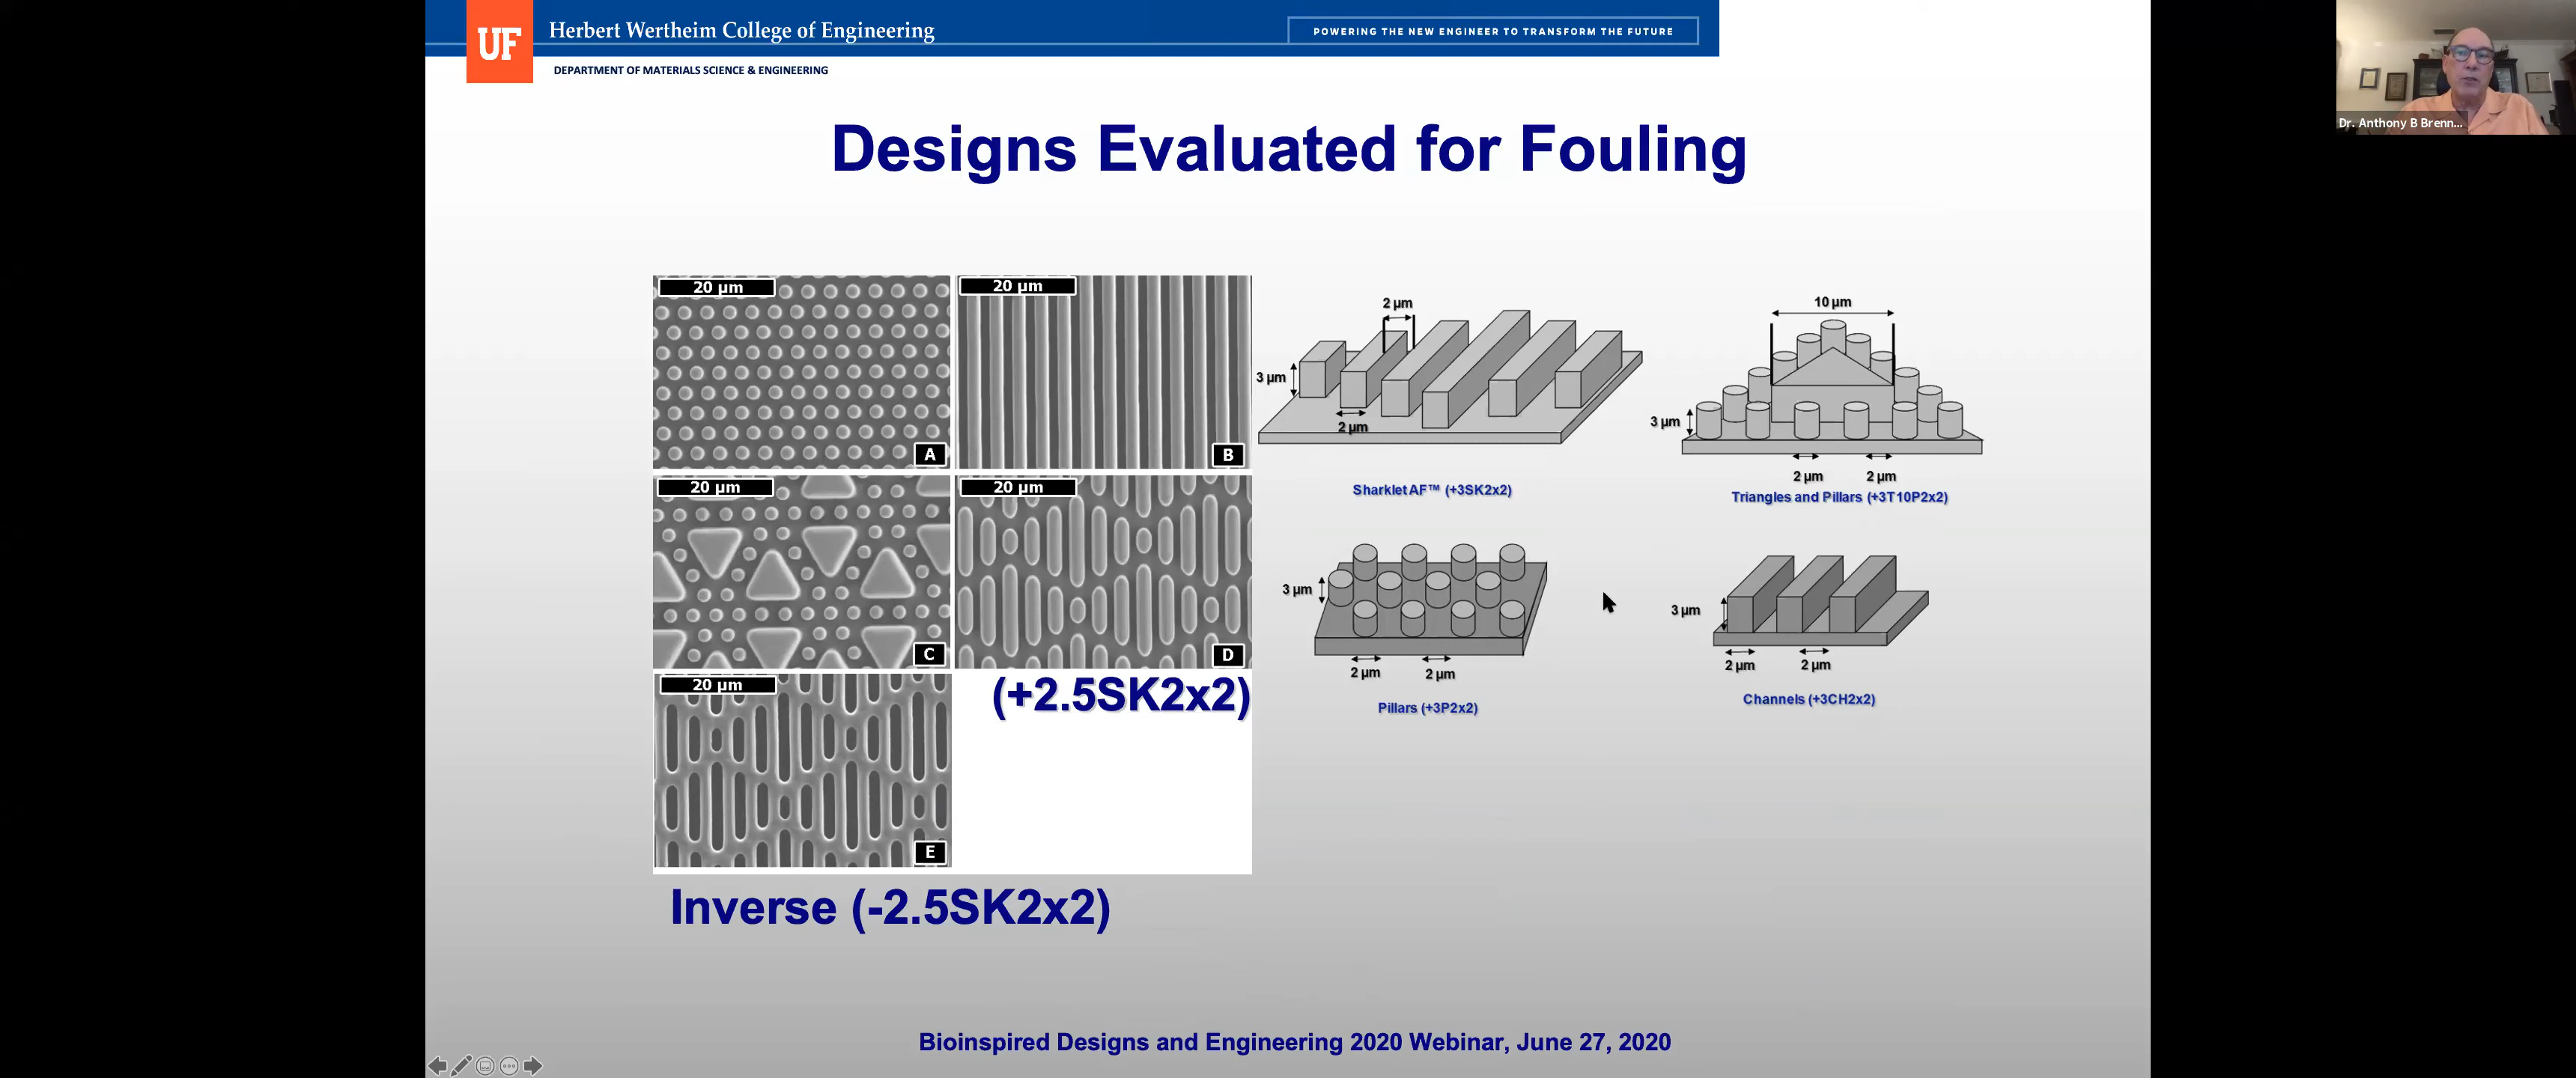 UF
Herbert Wertheim College of Engineering
POWERING THE NEW ENGINEER TO TRANSFORM THE FUTURE
DEPARTMENT OF MATERIALS SCIENCE & ENGINEERING
Dr. Anthony B Brenn...
Designs Evaluated for Fouling
20 µm
A
20 µm
B
20 µm
C
20 µm
D
(+2.5SK2x2)
20 µm
E
Inverse (-2.5SK2x2)
2 µm
3 µm
2 µm
Sharklet AF™ (+3SK2x2)
10 µm
3 µm
2 µm
2 µm
Triangles and Pillars (+3T10P2x2)
3 µm
2 µm
2 µm
Pillars (+3P2x2)
3 µm
2 µm
2 µm
Channels (+3CH2x2)
Bioinspired Designs and Engineering 2020 Webinar, June 27, 2020